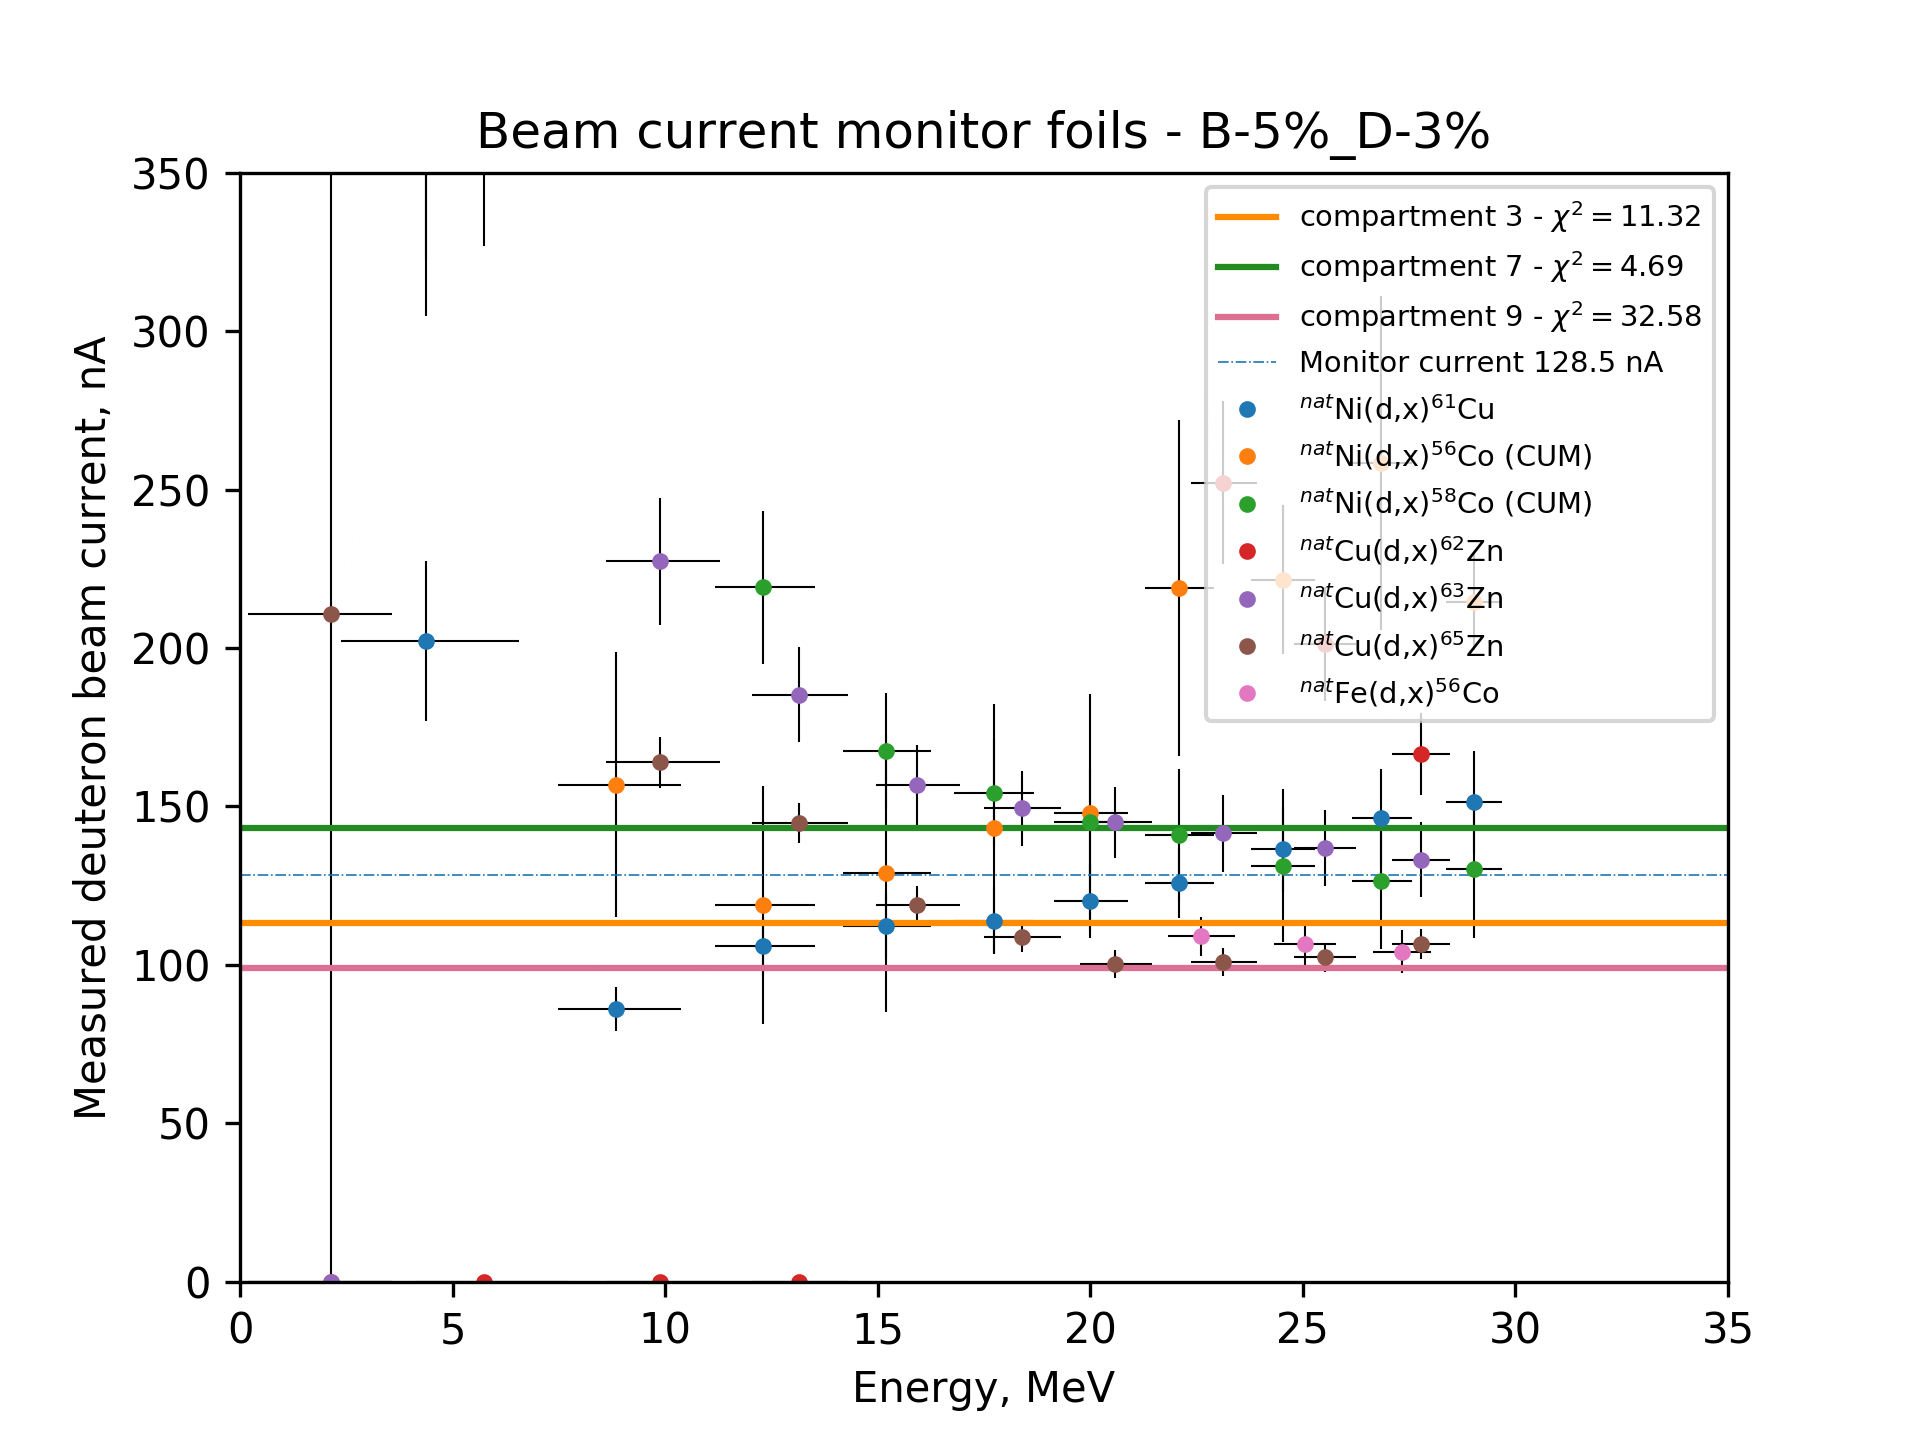 Beam current monitor foils - B-5%_D-3%
350
300
250
200
150
100
50
0
Measured deuteron beam current, nA
compartment 3 - χ² = 11.32
compartment 7 - χ² = 4.69
compartment 9 - χ² = 32.58
Monitor current 128.5 nA
ⁿᵃᵗNi(d,x)⁶¹Cu
ⁿᵃᵗNi(d,x)⁵⁶Co (CUM)
ⁿᵃᵗNi(d,x)⁵⁸Co (CUM)
ⁿᵃᵗCu(d,x)⁶²Zn
ⁿᵃᵗCu(d,x)⁶³Zn
ⁿᵃᵗCu(d,x)⁶⁵Zn
ⁿᵃᵗFe(d,x)⁵⁶Co
0 5 10 15 20 25 30 35
Energy, MeV